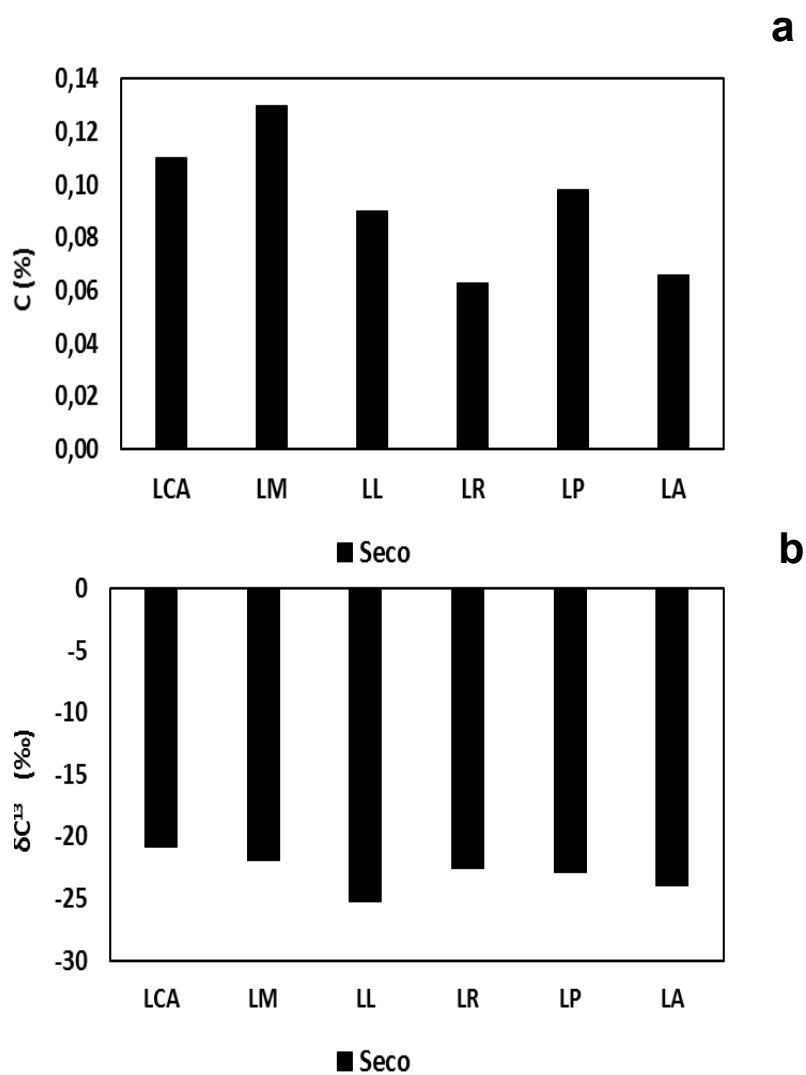 a
0,14
0,12
0,10
0,08
0,06
0,04
0,02
0,00
C (%)
LCA LM LL LR LP LA
Seco
b
0
-5
-10
-15
-20
-25
-30
δC¹³ (‰)
LCA LM LL LR LP LA
Seco